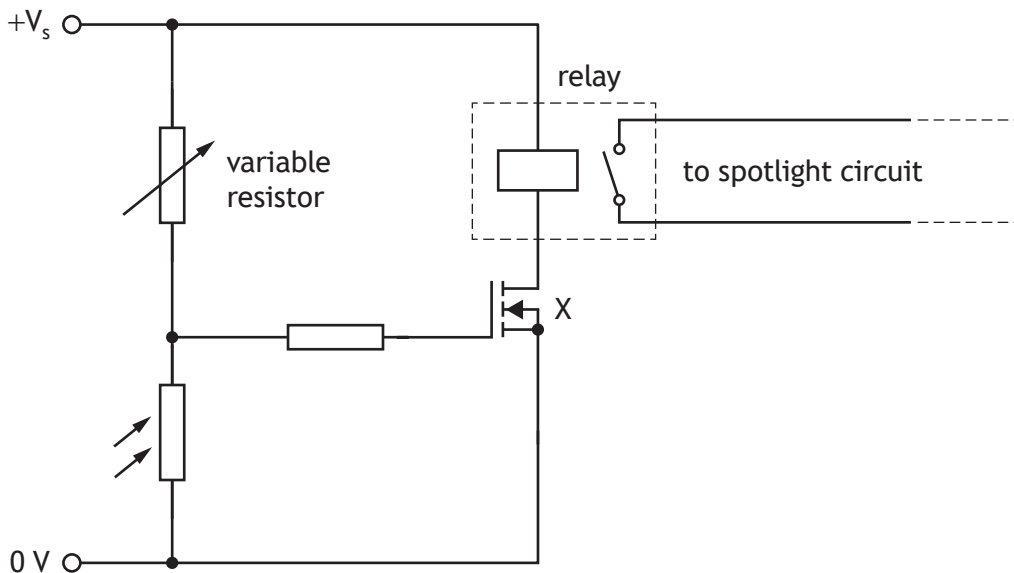 +Vs
relay
variable
resistor
to spotlight circuit
X
0 V